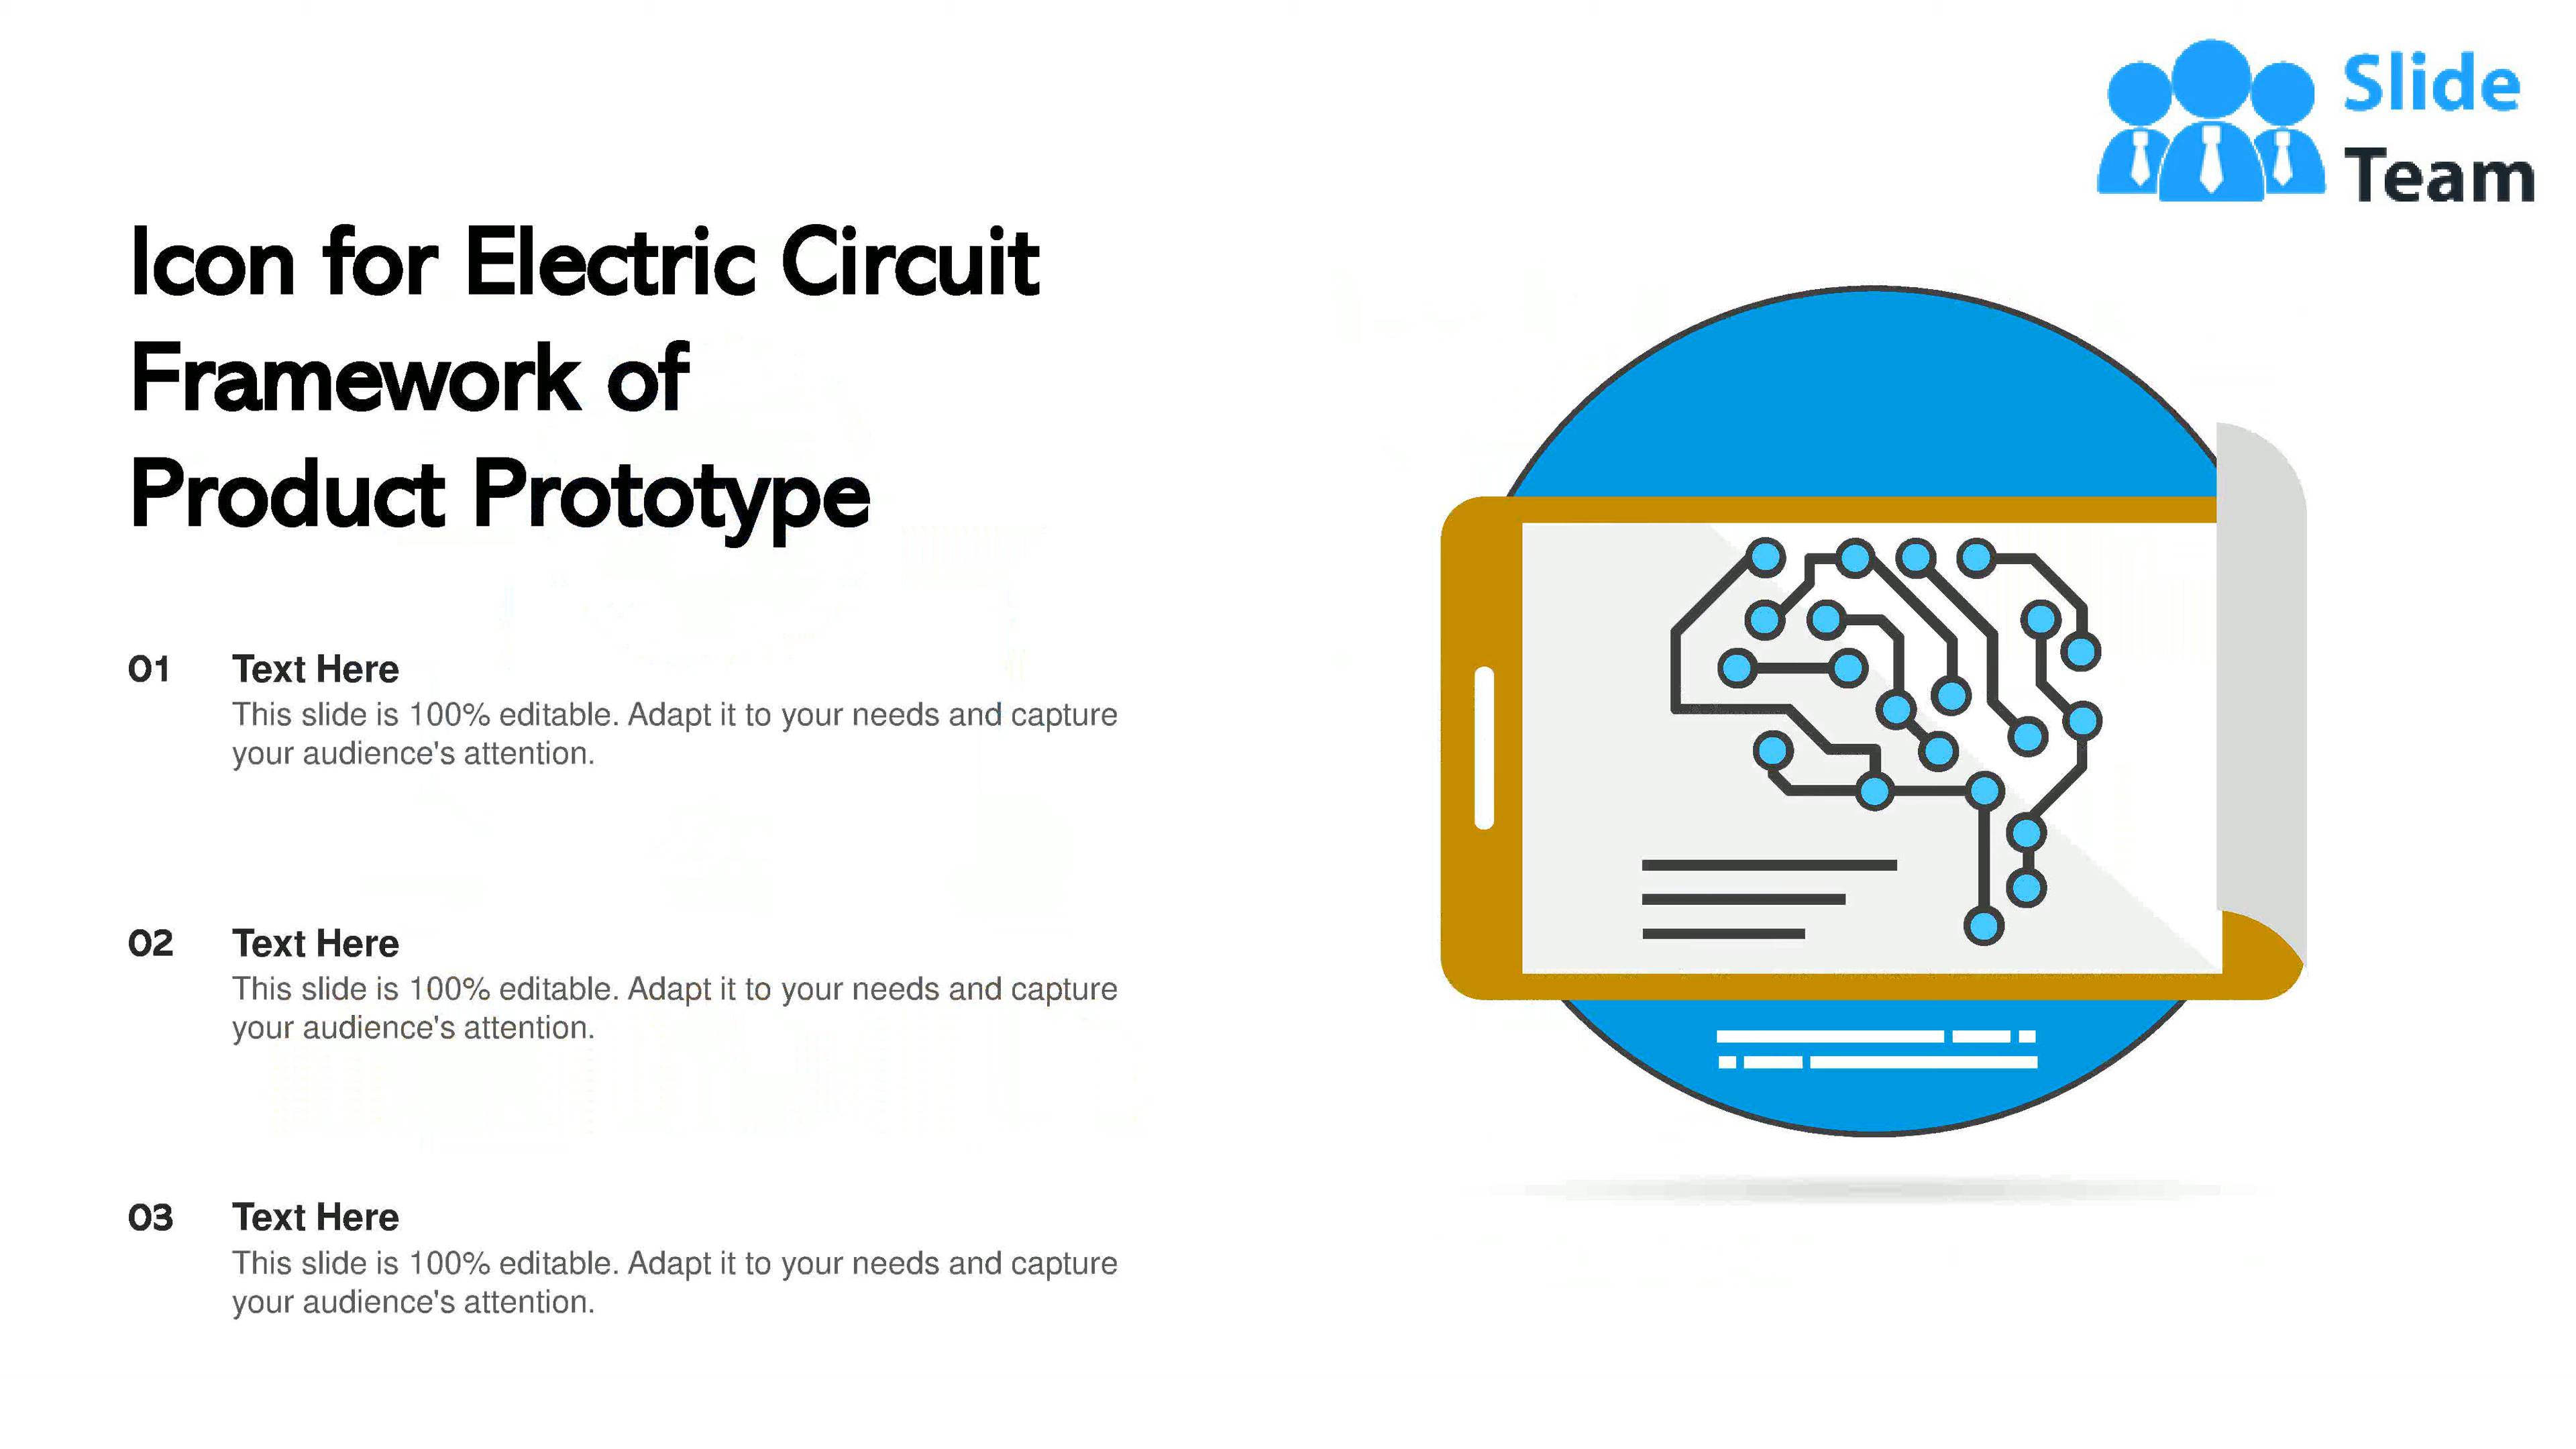 Slide
Team
Icon for Electric Circuit
Framework of
Product Prototype
01 Text Here
This slide is 100% editable. Adapt it to your needs and capture
your audience's attention.
02 Text Here
This slide is 100% editable. Adapt it to your needs and capture
your audience's attention.
03 Text Here
This slide is 100% editable. Adapt it to your needs and capture
your audience's attention.